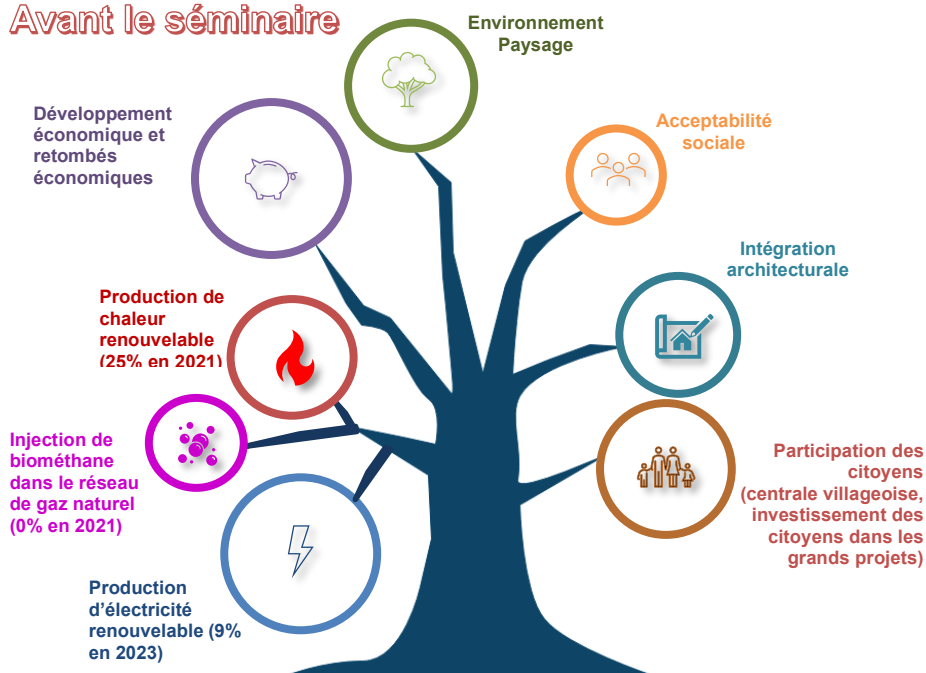 Avant le séminaire
Environnement
Paysage
Développement
économique et
retombés
économiques
Acceptabilité
sociale
Intégration
architecturale
Production de
chaleur
renouvelable
(25% en 2021)
Injection de
biométhane
dans le réseau
de gaz naturel
(0% en 2021)
Participation des
citoyens
(centrale villageoise,
investissement des
citoyens dans les
grands projets)
Production
d’électricité
renouvelable (9%
en 2023)